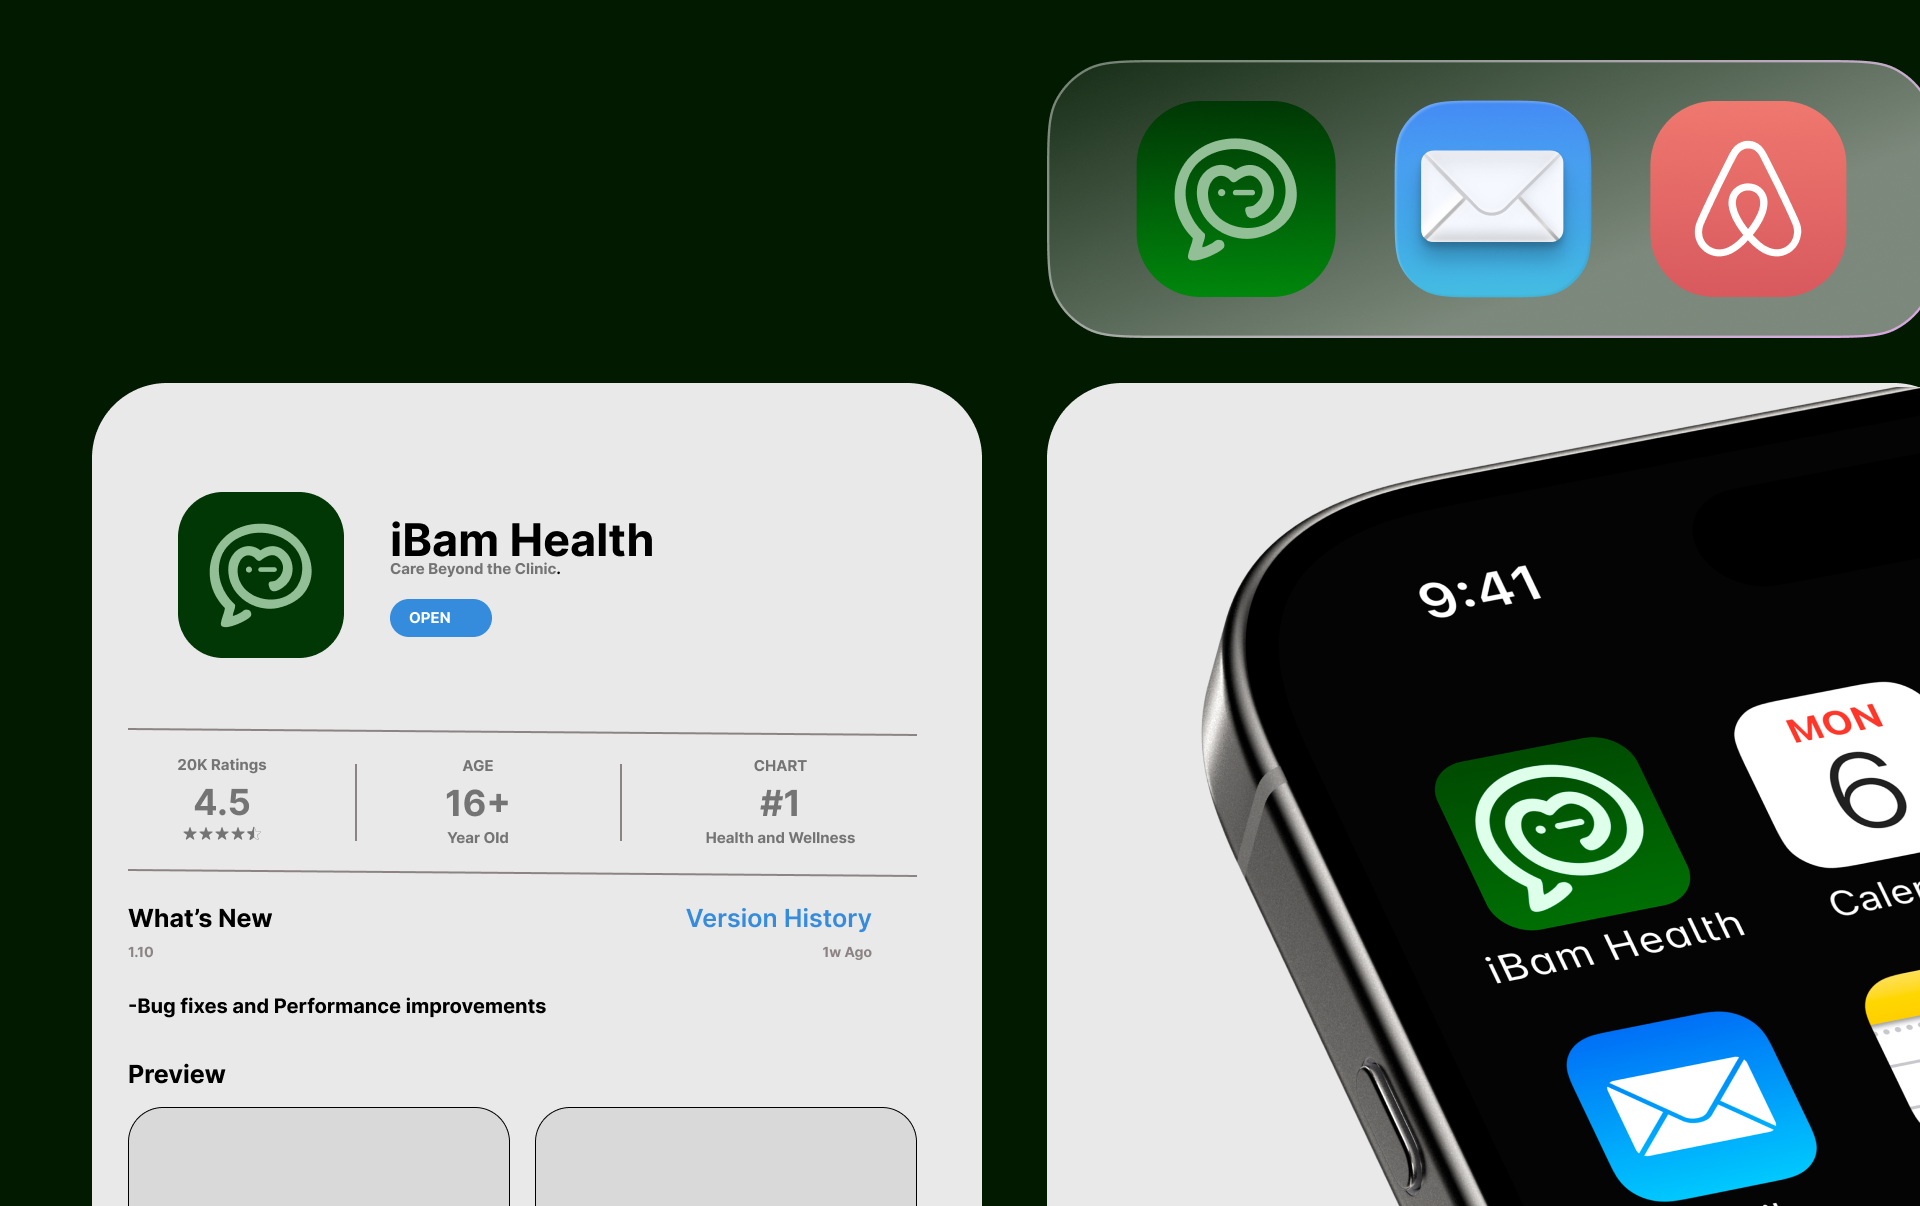 iBam Health
Care Beyond the Clinic.
OPEN
20K Ratings
4.5
AGE
16+
Year Old
CHART
#1
Health and Wellness
What's New
Version History
1.10
1w Ago
-Bug fixes and Performance improvements
Preview
9:41
MON
6
iBam Health